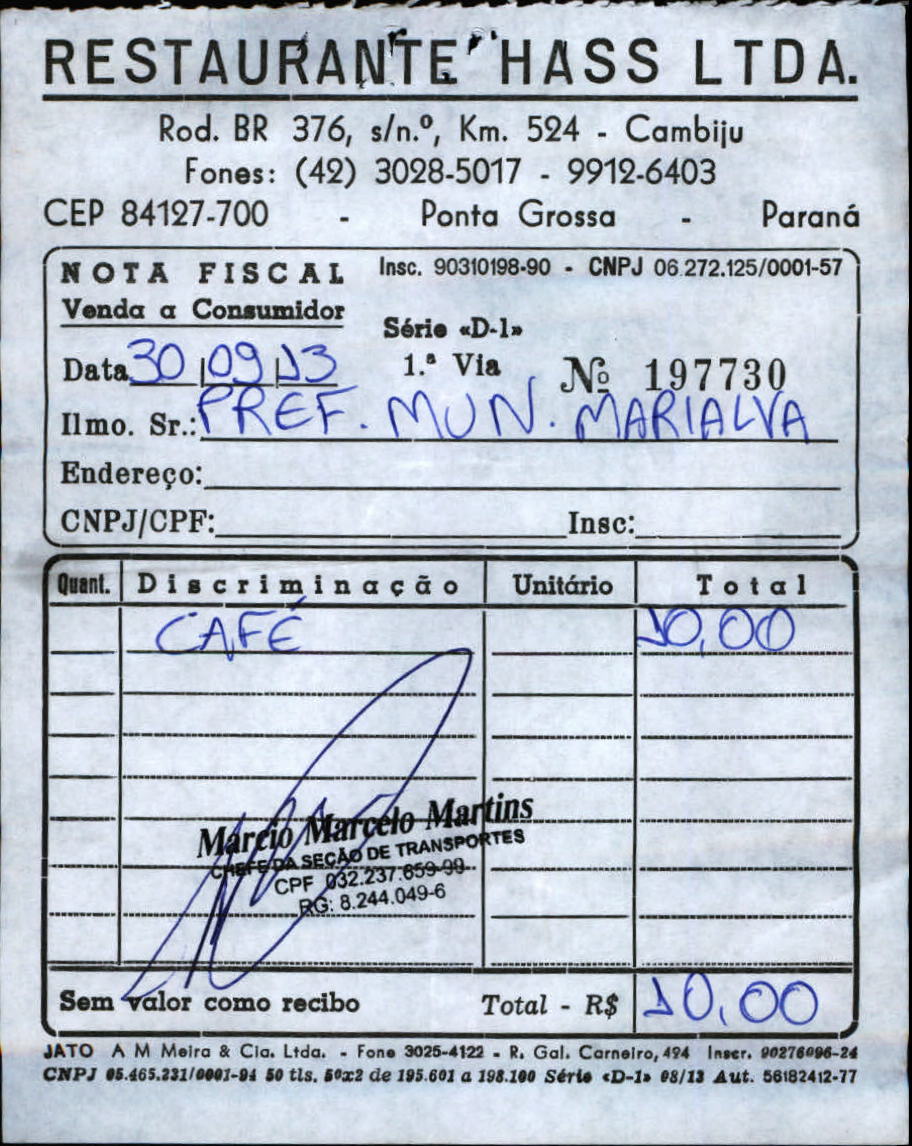 RESTAURANTE HASS LTDA.
Rod. BR 376, s/n.º, Km. 524 - Cambiju
Fones: (42) 3028-5017 - 9912-6403
CEP 84127-700 - Ponta Grossa - Paraná
NOTA FISCAL Insc. 90310198-90 - CNPJ 06.272.125/0001-57
Venda a Consumidor
Série «D-1»
Data 30 09 13 1.ª Via Nº 197730
Ilmo. Sr.: PREF. MUN. MARIALVA
Endereço:
CNPJ/CPF: Insc:
Quant. Discriminação Unitário Total
CAFÉ 10,00
Marcio Marcelo Martins
CHEFE DA SEÇÃO DE TRANSPORTES
CPF 032.237.659-99
RG: 8.244.049-6
Sem valor como recibo Total - R$ 10,00
JATO A M Meira & Cia. Ltda. - Fone 3025-4122 - R. Gal. Carneiro, 494 Inscr. 90276096-24
CNPJ 05.465.231/0001-94 50 tls. 50x2 de 195.601 a 198.100 Série «D-1» 08/13 Aut. 56182412-77